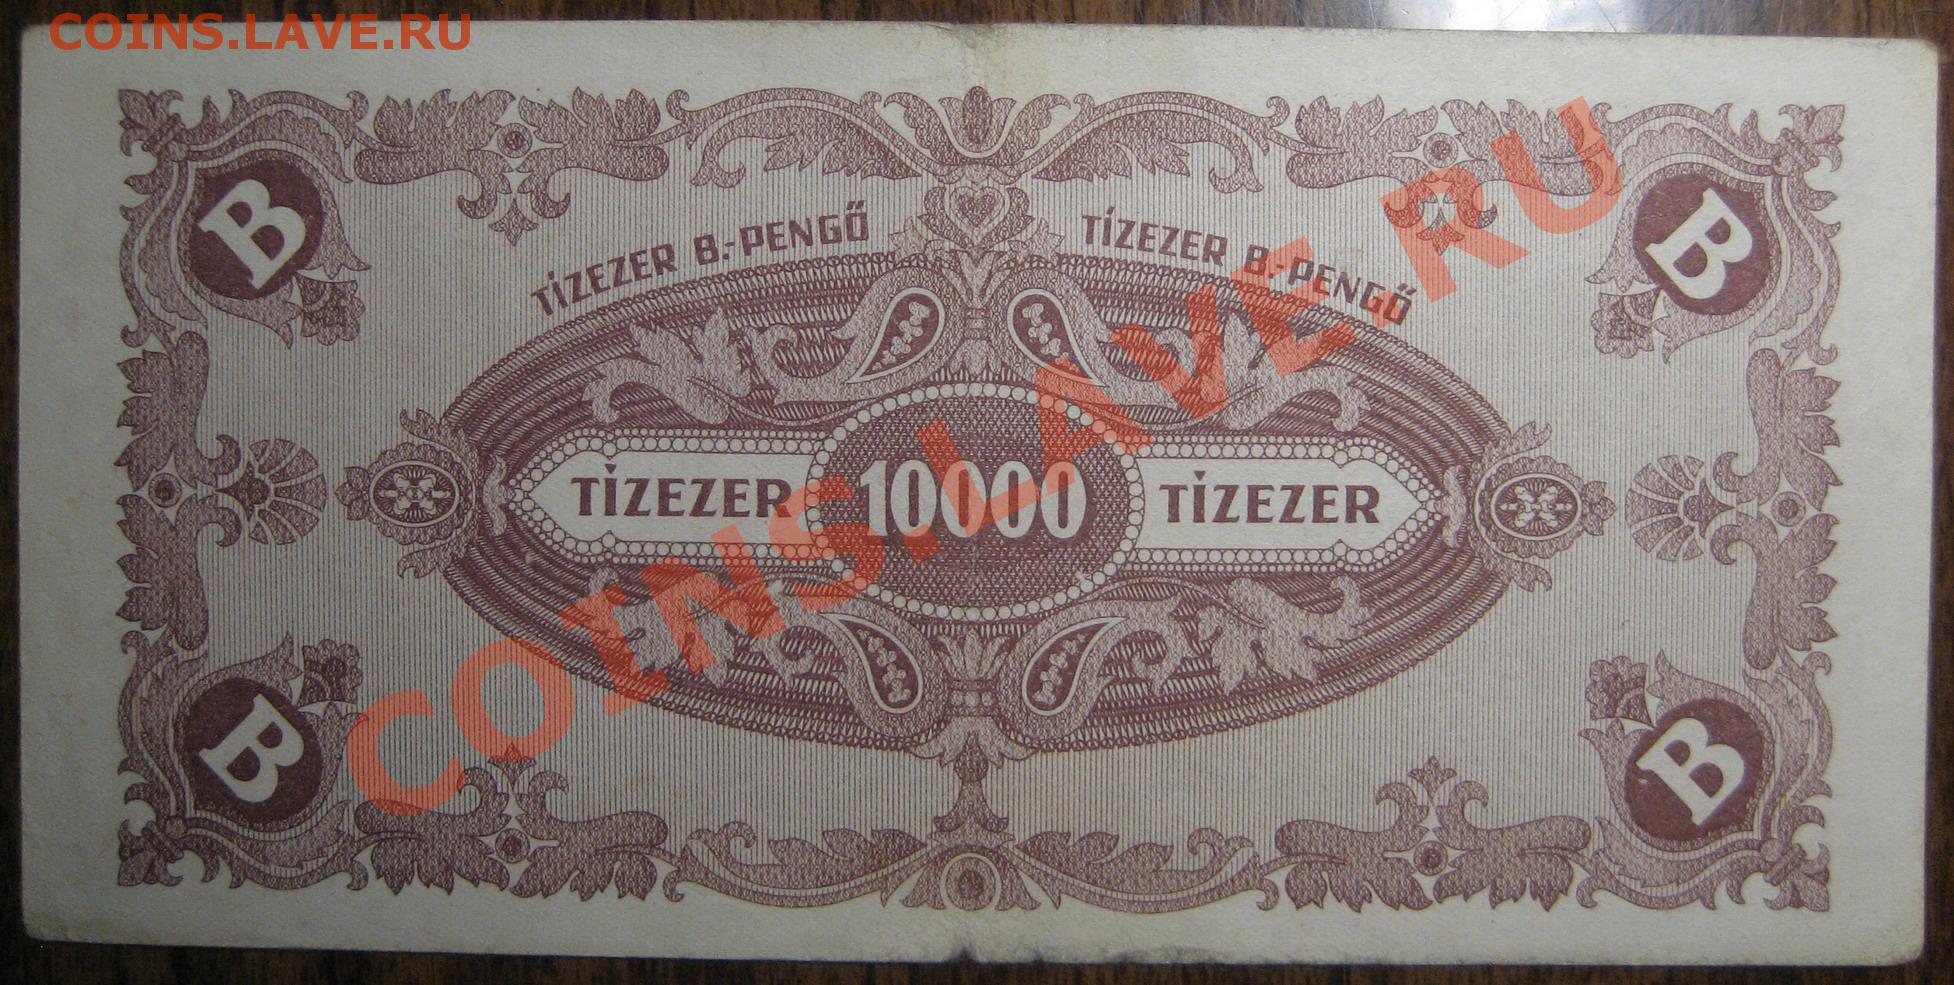 COINS.LAVE.RU
B
B
TÍZEZER B.-PENGŐ
TÍZEZER B.-PENGŐ
TÍZEZER 10000 TÍZEZER
COINS.LAVE.RU
B
B